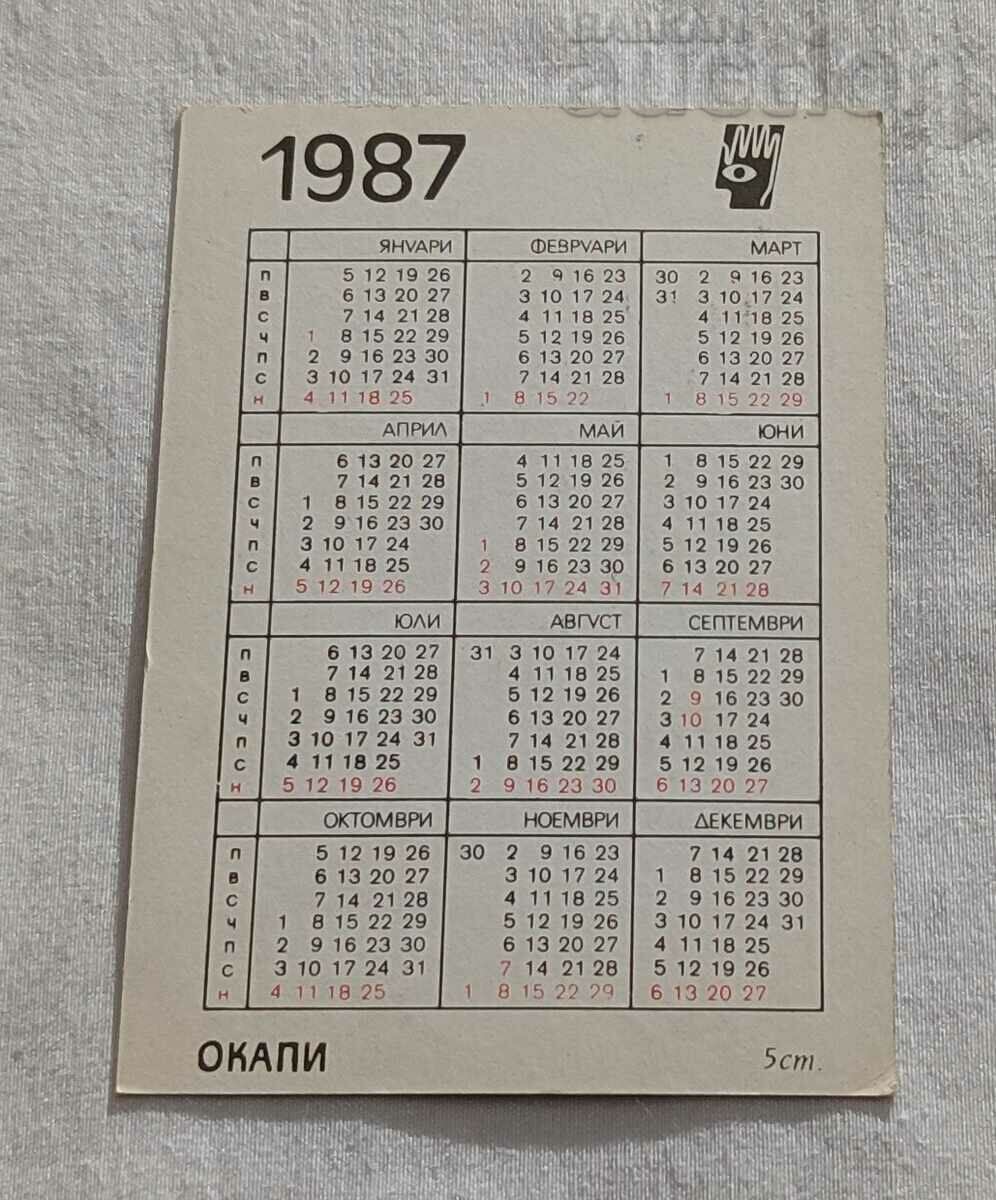 1987
ЯНУАРИ ФЕВРУАРИ МАРТ
П 5 12 19 26 2 9 16 23 30 2 9 16 23
В 6 13 20 27 3 10 17 24 31 3 10 17 24
С 7 14 21 28 4 11 18 25 4 11 18 25
Ч 1 8 15 22 29 5 12 19 26 5 12 19 26
П 2 9 16 23 30 6 13 20 27 6 13 20 27
С 3 10 17 24 31 7 14 21 28 7 14 21 28
Н 4 11 18 25 1 8 15 22 1 8 15 22 29
АПРИЛ МАЙ ЮНИ
П 6 13 20 27 4 11 18 25 1 8 15 22 29
В 7 14 21 28 5 12 19 26 2 9 16 23 30
С 1 8 15 22 29 6 13 20 27 3 10 17 24
Ч 2 9 16 23 30 7 14 21 28 4 11 18 25
П 3 10 17 24 1 8 15 22 29 5 12 19 26
С 4 11 18 25 2 9 16 23 30 6 13 20 27
Н 5 12 19 26 3 10 17 24 31 7 14 21 28
ЮЛИ АВГУСТ СЕПТЕМВРИ
П 6 13 20 27 31 3 10 17 24 7 14 21 28
В 7 14 21 28 4 11 18 25 1 8 15 22 29
С 1 8 15 22 29 5 12 19 26 2 9 16 23 30
Ч 2 9 16 23 30 6 13 20 27 3 10 17 24
П 3 10 17 24 31 7 14 21 28 4 11 18 25
С 4 11 18 25 1 8 15 22 29 5 12 19 26
Н 5 12 19 26 2 9 16 23 30 6 13 20 27
ОКТОМВРИ НОЕМВРИ ДЕКЕМВРИ
П 5 12 19 26 30 2 9 16 23 7 14 21 28
В 6 13 20 27 3 10 17 24 1 8 15 22 29
С 7 14 21 28 4 11 18 25 2 9 16 23 30
Ч 1 8 15 22 29 5 12 19 26 3 10 17 24 31
П 2 9 16 23 30 6 13 20 27 4 11 18 25
С 3 10 17 24 31 7 14 21 28 5 12 19 26
Н 4 11 18 25 1 8 15 22 29 6 13 20 27
ОКАПИ 5 ст.